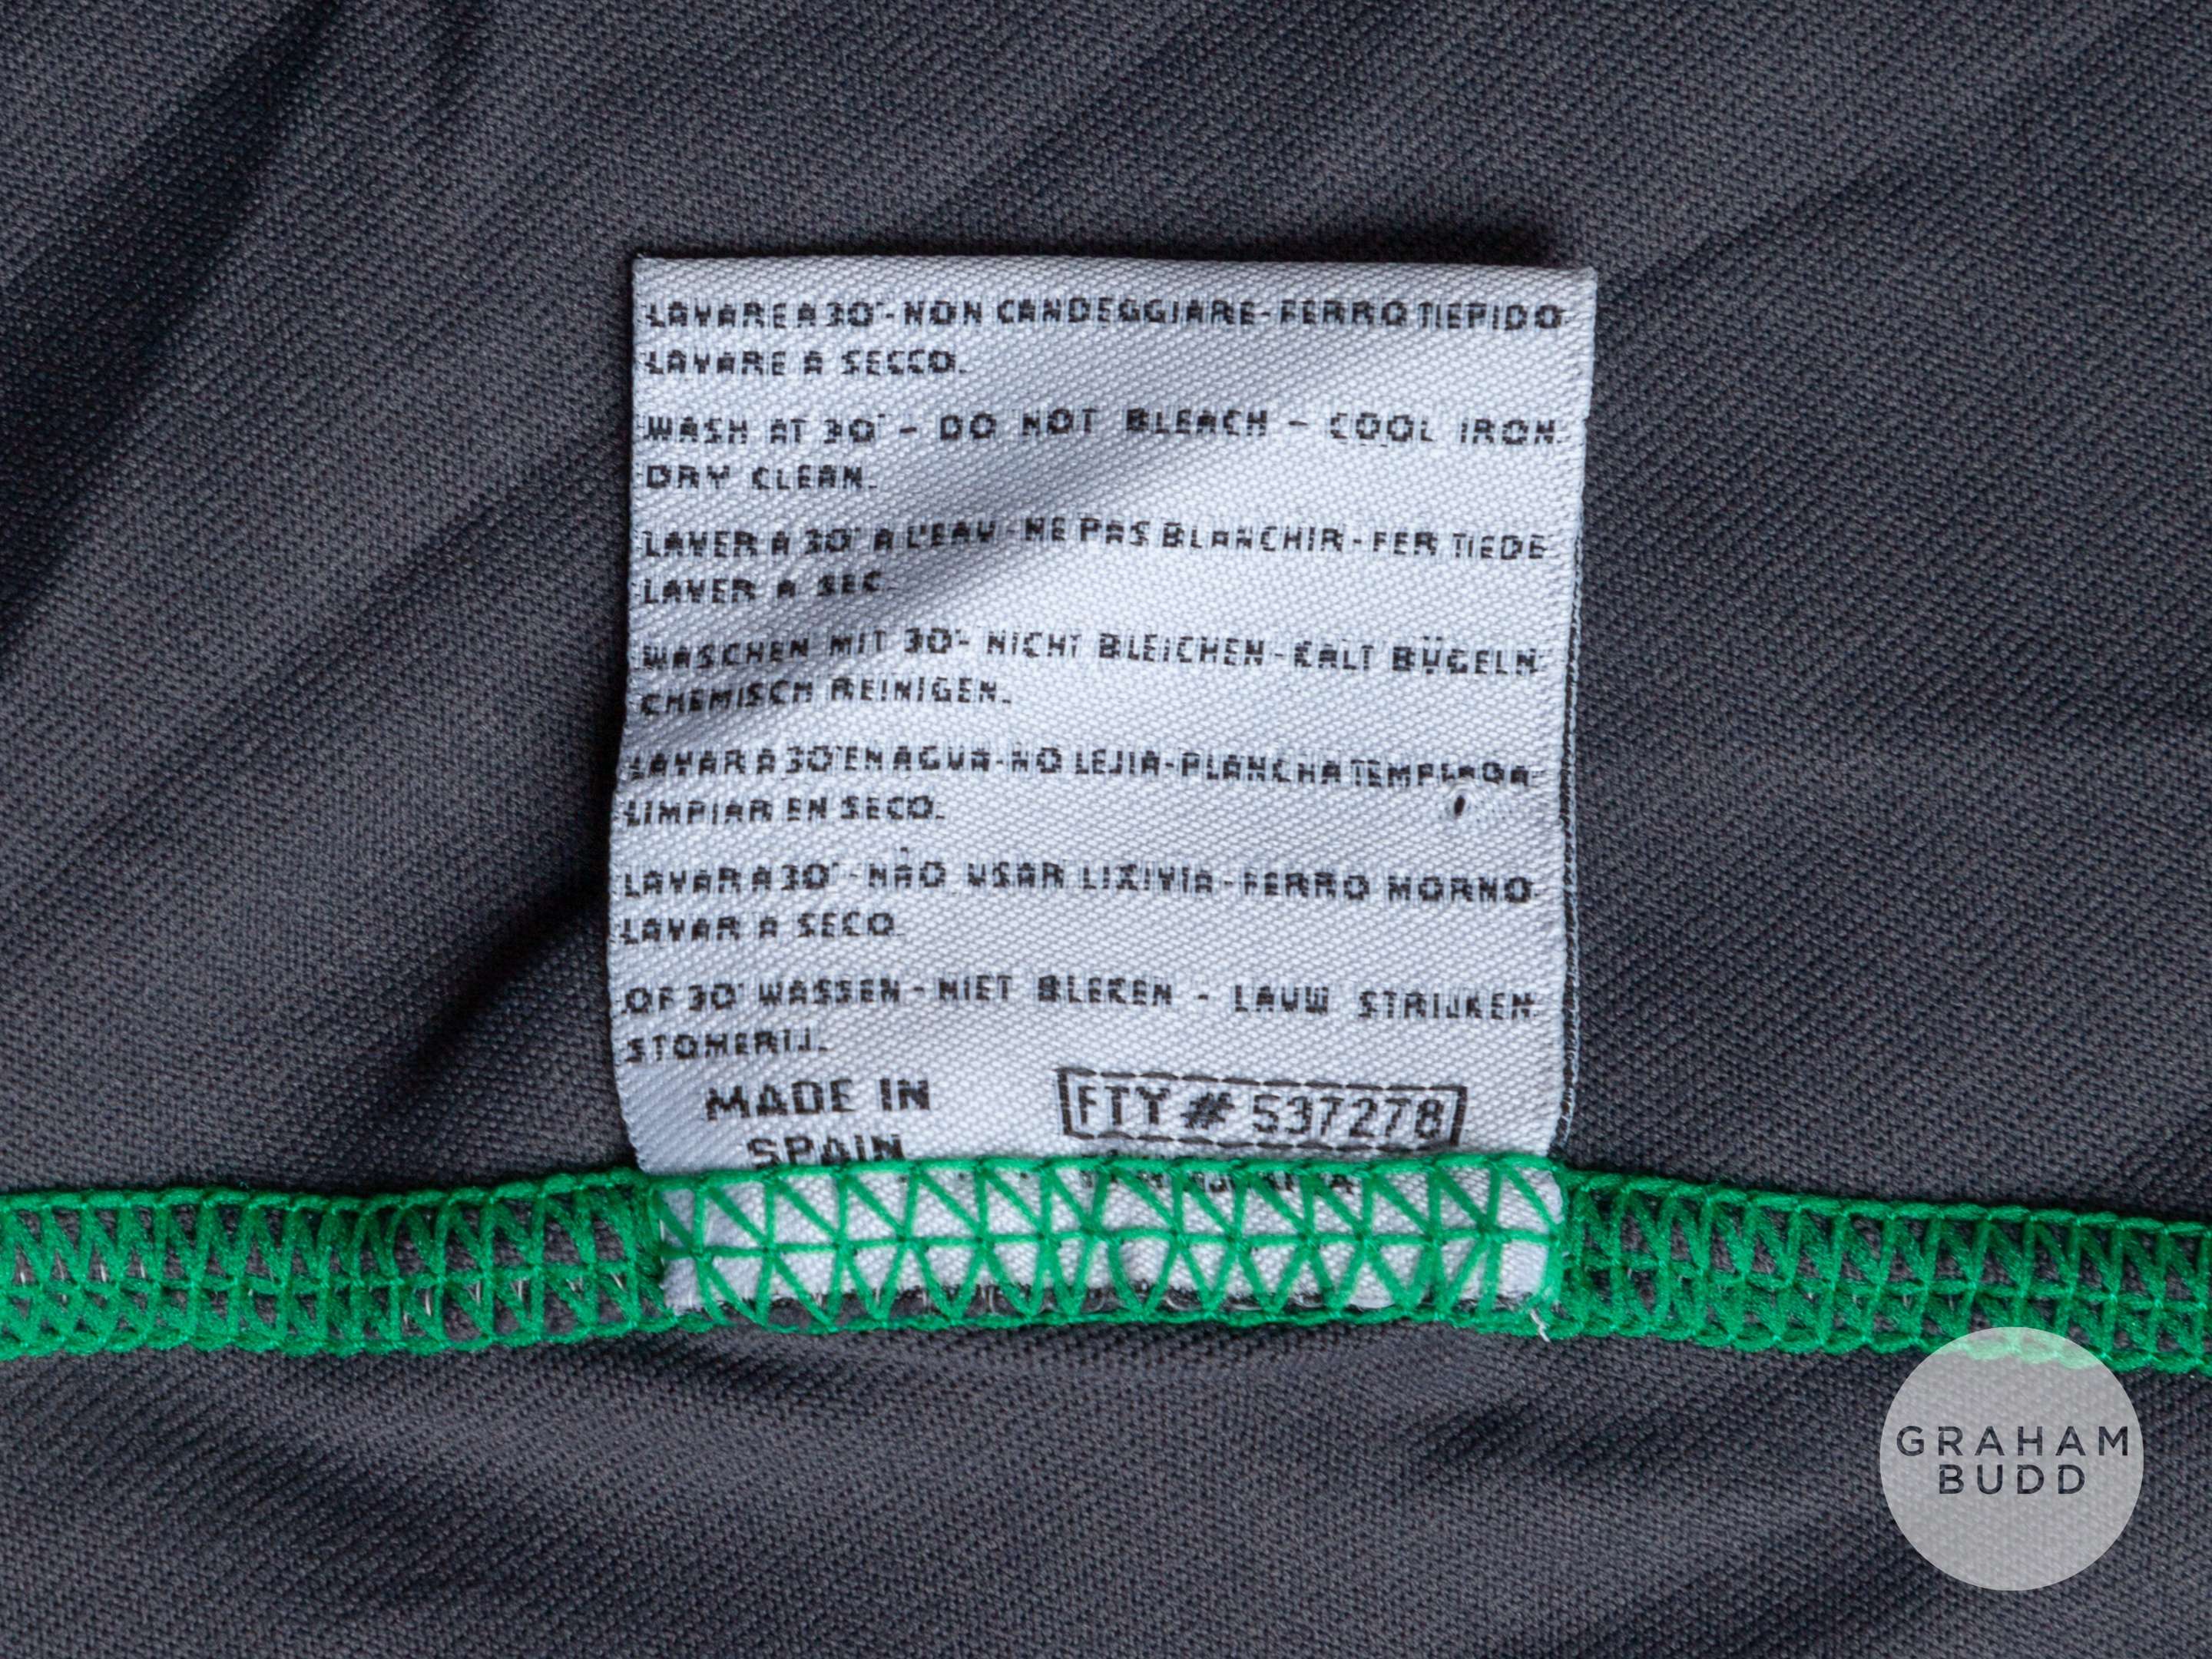 LAVARE A 30°-NON CANDEGGIARE-FERRO TIEPIDO
LAVARE A SECCO.
WASH AT 30° - DO NOT BLEACH - COOL IRON
DRY CLEAN.
LAVER A 30° A L'EAU-NE PAS BLANCHIR-FER TIEDE
LAVER A SEC.
WASCHEN MIT 30°- NICHT BLEICHEN-KALT BÜGELN
CHEMISCH REINIGEN.
LAVAR A 30°EN AGUA-NO LEJIA-PLANCHA TEMPLADA
LIMPIAR EN SECO.
LAVAR A 30°-NÃO USAR LIXIVIA-FERRO MORNO
LAVAR A SECO.
OF 30° WASSEN-NIET BLEKEN - LAUW STRIJKEN
STOMERIJ.
MADE IN
SPAIN
FTY # 537278
GRAHAM
BUDD